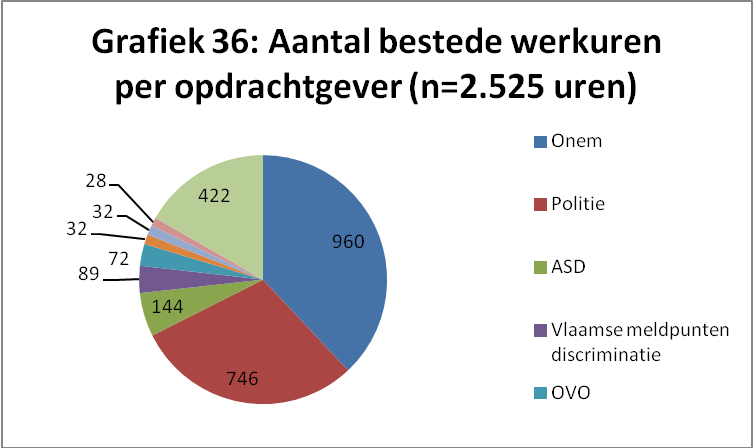 Grafiek 36: Aantal bestede werkuren
per opdrachtgever (n=2.525 uren)
28
422
32
32
72
89
144
960
746
Onem
Politie
ASD
Vlaamse meldpunten
discriminatie
OVO